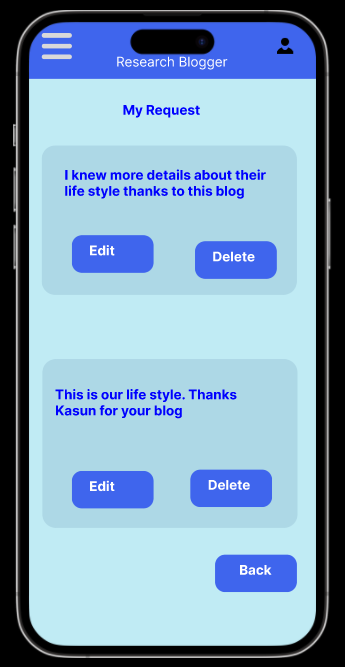 Research Blogger
My Request
I knew more details about their
life style thanks to this blog
Edit
Delete
This is our life style. Thanks
Kasun for your blog
Edit
Delete
Back